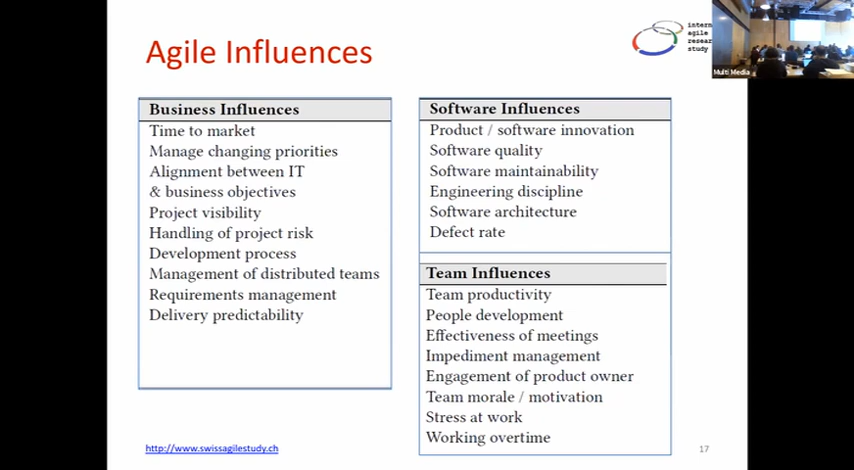 Agile Influences
intern
agile
resear
study
Multi Media
Business Influences
Time to market
Manage changing priorities
Alignment between IT
& business objectives
Project visibility
Handling of project risk
Development process
Management of distributed teams
Requirements management
Delivery predictability
Software Influences
Product / software innovation
Software quality
Software maintainability
Engineering discipline
Software architecture
Defect rate
Team Influences
Team productivity
People development
Effectiveness of meetings
Impediment management
Engagement of product owner
Team morale / motivation
Stress at work
Working overtime
http://www.swissagilestudy.ch
17